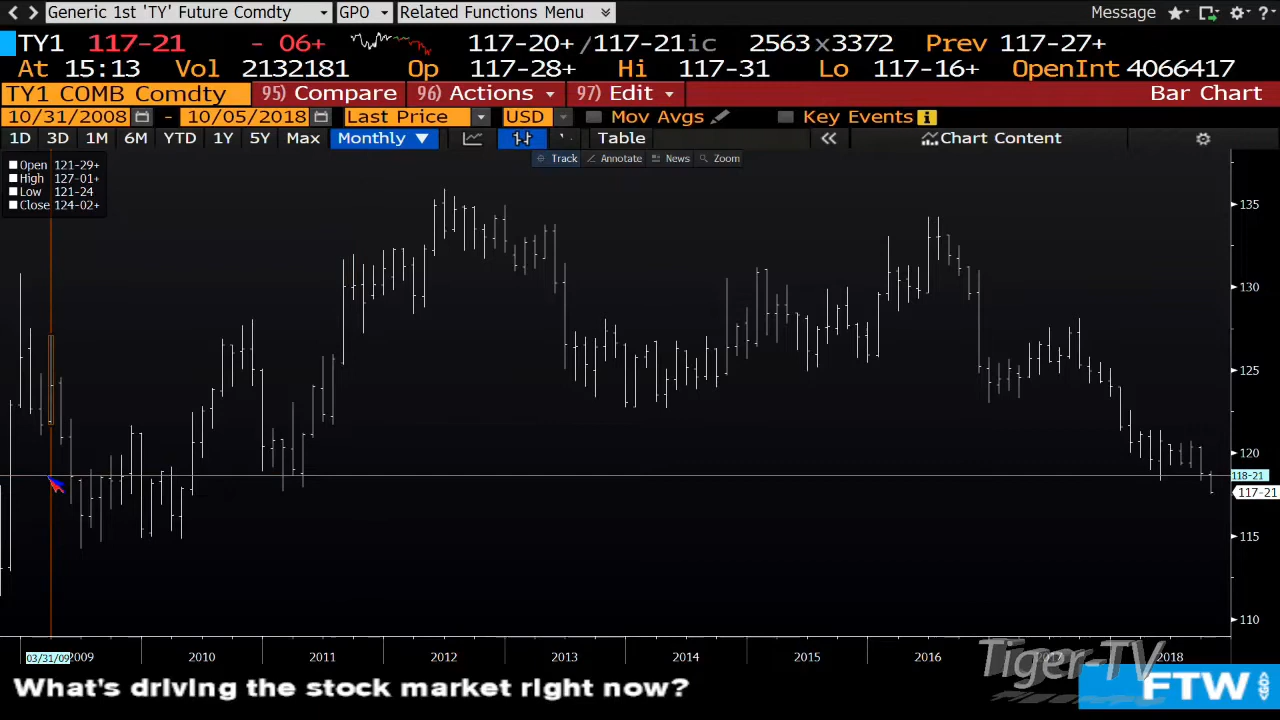 Generic 1st 'TY' Future Comdty GPO Related Functions Menu Message ?
TY1 117-21 - 06+ 117-20+/117-21ic 2563x3372 Prev 117-27+
At 15:13 Vol 2132181 Op 117-28+ Hi 117-31 Lo 117-16+ OpenInt 4066417
TY1 COMB Comdty 95) Compare 96) Actions 97) Edit Bar Chart
10/31/2008 - 10/05/2018 Last Price USD Mov Avgs Key Events i
1D 3D 1M 6M YTD 1Y 5Y Max Monthly Table « Chart Content
Track Annotate News Zoom
Open 121-29+
High 127-01+
Low 121-24
Close 124-02+
135
130
125
120
118-21
117-21
115
110
03/31/09 2009 2010 2011 2012 2013 2014 2015 2016 2018
Tiger-TV
What's driving the stock market right now?
FTW